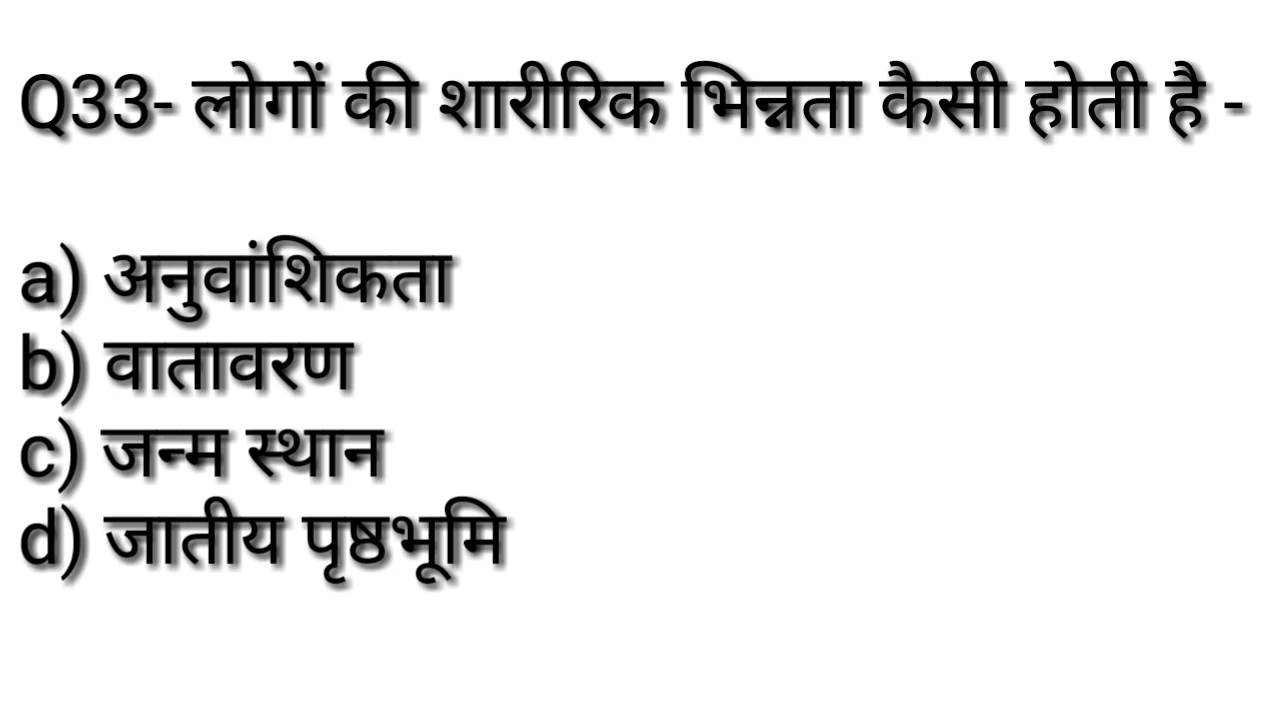 Q33- लोगों की शारीरिक भिन्नता कैसी होती है -
a) अनुवांशिकता
b) वातावरण
c) जन्म स्थान
d) जातीय पृष्ठभूमि